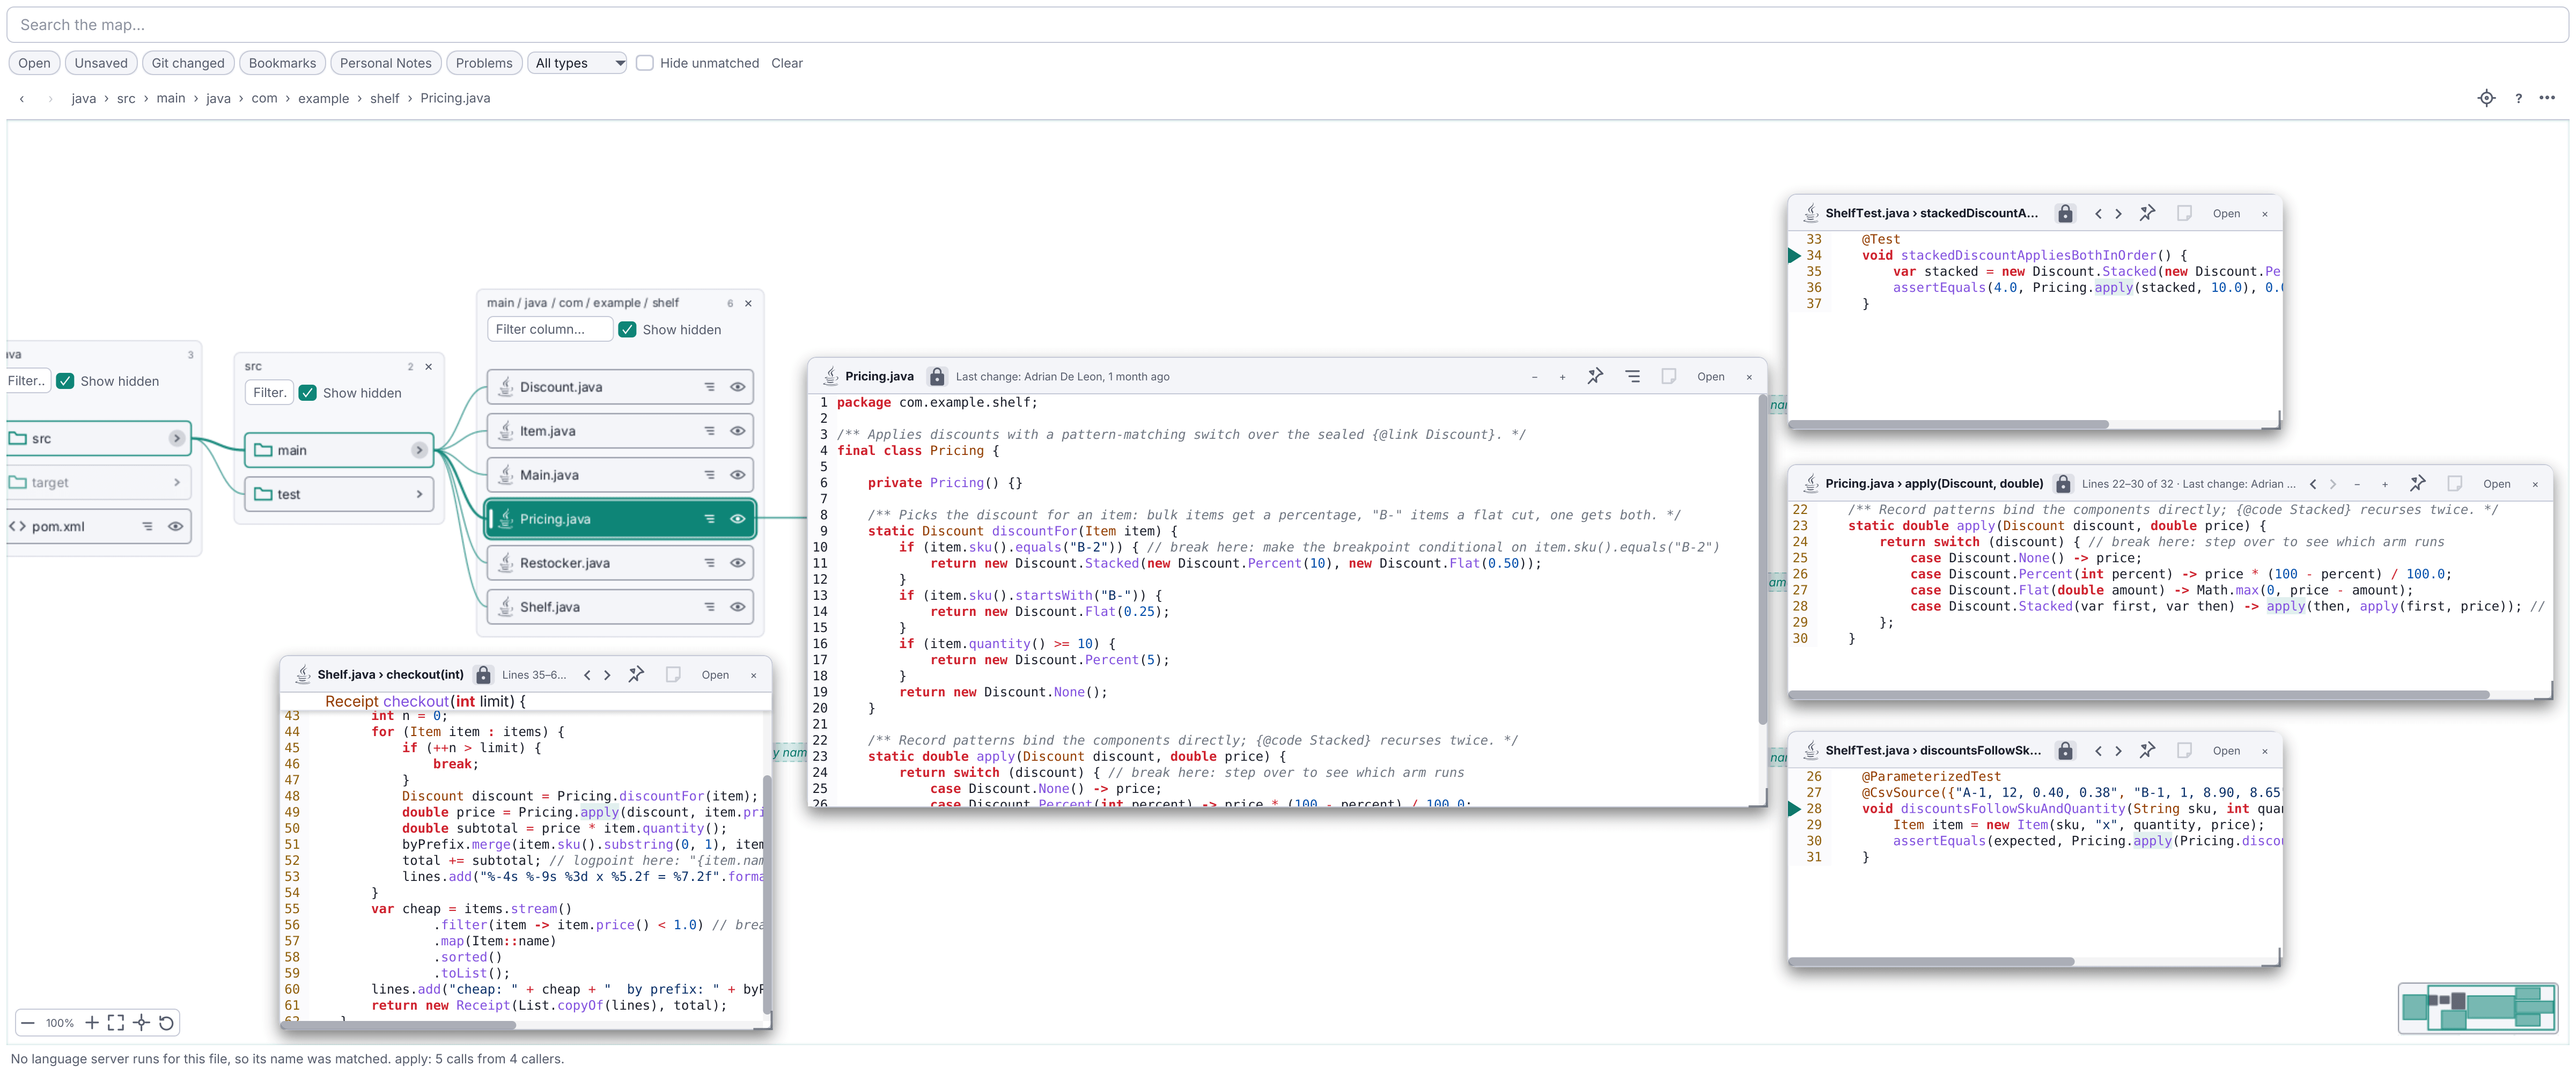 Search the map...
Open Unsaved Git changed Bookmarks Personal Notes Problems All types Hide unmatched Clear
‹ › java › src › main › java › com › example › shelf › Pricing.java ? •••
3
Filter.. Show hidden
src
target
pom.xml
src 2 ×
Filter. Show hidden
main
test
main / java / com / example / shelf 6 ×
Filter column... Show hidden
Discount.java
Item.java
Main.java
Pricing.java
Restocker.java
Shelf.java
Shelf.java › checkout(int) Lines 35–6... Open ×
Receipt checkout(int limit) {
43 int n = 0;
44 for (Item item : items) {
45 if (++n > limit) {
46 break;
47 }
48 Discount discount = Pricing.discountFor(item);
49 double price = Pricing.apply(discount, item.pri
50 double subtotal = price * item.quantity();
51 byPrefix.merge(item.sku().substring(0, 1), item
52 total += subtotal; // logpoint here: "{item.nam
53 lines.add("%-4s %-9s %3d x %5.2f = %7.2f".forma
54 }
55 var cheap = items.stream()
56 .filter(item -> item.price() < 1.0) // brea
57 .map(Item::name)
58 .sorted()
59 .toList();
60 lines.add("cheap: " + cheap + "  by prefix: " + byP
61 return new Receipt(List.copyOf(lines), total);
62 }
y nam
Pricing.java Last change: Adrian De Leon, 1 month ago − + Open ×
1 package com.example.shelf;
2
3 /** Applies discounts with a pattern-matching switch over the sealed {@link Discount}. */
4 final class Pricing {
5
6 private Pricing() {}
7
8 /** Picks the discount for an item: bulk items get a percentage, "B-" items a flat cut, one gets both. */
9 static Discount discountFor(Item item) {
10 if (item.sku().equals("B-2")) { // break here: make the breakpoint conditional on item.sku().equals("B-2")
11 return new Discount.Stacked(new Discount.Percent(10), new Discount.Flat(0.50));
12 }
13 if (item.sku().startsWith("B-")) {
14 return new Discount.Flat(0.25);
15 }
16 if (item.quantity() >= 10) {
17 return new Discount.Percent(5);
18 }
19 return new Discount.None();
20 }
21
22 /** Record patterns bind the components directly; {@code Stacked} recurses twice. */
23 static double apply(Discount discount, double price) {
24 return switch (discount) { // break here: step over to see which arm runs
25 case Discount.None() -> price;
26 case Discount.Percent(int percent) -> price * (100 - percent) / 100.0;
ShelfTest.java › stackedDiscountA... Open ×
33 @Test
34 void stackedDiscountAppliesBothInOrder() {
35 var stacked = new Discount.Stacked(new Discount.Pe
36 assertEquals(4.0, Pricing.apply(stacked, 10.0), 0.0
37 }
Pricing.java › apply(Discount, double) Lines 22–30 of 32 · Last change: Adrian ... − + Open ×
22 /** Record patterns bind the components directly; {@code Stacked} recurses twice. */
23 static double apply(Discount discount, double price) {
24 return switch (discount) { // break here: step over to see which arm runs
25 case Discount.None() -> price;
26 case Discount.Percent(int percent) -> price * (100 - percent) / 100.0;
27 case Discount.Flat(double amount) -> Math.max(0, price - amount);
28 case Discount.Stacked(var first, var then) -> apply(then, apply(first, price)); //
29 };
30 }
ShelfTest.java › discountsFollowSk... Open ×
26 @ParameterizedTest
27 @CsvSource({"A-1, 12, 0.40, 0.38", "B-1, 1, 8.90, 8.65
28 void discountsFollowSkuAndQuantity(String sku, int quan
29 Item item = new Item(sku, "x", quantity, price);
30 assertEquals(expected, Pricing.apply(Pricing.disco
31 }
100%
No language server runs for this file, so its name was matched. apply: 5 calls from 4 callers.